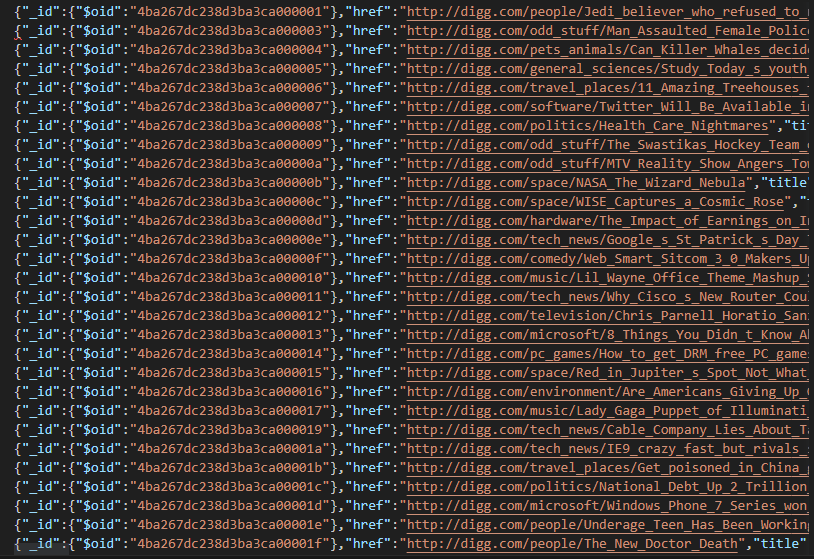 {"_id":{"$oid":"4ba267dc238d3ba3ca000001"},"href":"http://digg.com/people/Jedi_believer_who_refused_to_
{"_id":{"$oid":"4ba267dc238d3ba3ca000003"},"href":"http://digg.com/odd_stuff/Man_Assaulted_Female_Polic
{"_id":{"$oid":"4ba267dc238d3ba3ca000004"},"href":"http://digg.com/pets_animals/Can_Killer_Whales_decid
{"_id":{"$oid":"4ba267dc238d3ba3ca000005"},"href":"http://digg.com/general_sciences/Study_Today_s_youth_
{"_id":{"$oid":"4ba267dc238d3ba3ca000006"},"href":"http://digg.com/travel_places/11_Amazing_Treehouses_
{"_id":{"$oid":"4ba267dc238d3ba3ca000007"},"href":"http://digg.com/software/Twitter_Will_Be_Available_i
{"_id":{"$oid":"4ba267dc238d3ba3ca000008"},"href":"http://digg.com/politics/Health_Care_Nightmares","tit
{"_id":{"$oid":"4ba267dc238d3ba3ca000009"},"href":"http://digg.com/odd_stuff/The_Swastikas_Hockey_Team_
{"_id":{"$oid":"4ba267dc238d3ba3ca00000a"},"href":"http://digg.com/odd_stuff/MTV_Reality_Show_Angers_Tow
{"_id":{"$oid":"4ba267dc238d3ba3ca00000b"},"href":"http://digg.com/space/NASA_The_Wizard_Nebula","title"
{"_id":{"$oid":"4ba267dc238d3ba3ca00000c"},"href":"http://digg.com/space/WISE_Captures_a_Cosmic_Rose","
{"_id":{"$oid":"4ba267dc238d3ba3ca00000d"},"href":"http://digg.com/hardware/The_Impact_of_Earnings_on_I
{"_id":{"$oid":"4ba267dc238d3ba3ca00000e"},"href":"http://digg.com/tech_news/Google_s_St_Patrick_s_Day_
{"_id":{"$oid":"4ba267dc238d3ba3ca00000f"},"href":"http://digg.com/comedy/Web_Smart_Sitcom_3_0_Makers_Up
{"_id":{"$oid":"4ba267dc238d3ba3ca000010"},"href":"http://digg.com/music/Lil_Wayne_Office_Theme_Mashup_
{"_id":{"$oid":"4ba267dc238d3ba3ca000011"},"href":"http://digg.com/tech_news/Why_Cisco_s_New_Router_Cou
{"_id":{"$oid":"4ba267dc238d3ba3ca000012"},"href":"http://digg.com/television/Chris_Parnell_Horatio_San
{"_id":{"$oid":"4ba267dc238d3ba3ca000013"},"href":"http://digg.com/microsoft/8_Things_You_Didn_t_Know_A
{"_id":{"$oid":"4ba267dc238d3ba3ca000014"},"href":"http://digg.com/pc_games/How_to_get_DRM_free_PC_game
{"_id":{"$oid":"4ba267dc238d3ba3ca000015"},"href":"http://digg.com/space/Red_in_Jupiter_s_Spot_Not_What_
{"_id":{"$oid":"4ba267dc238d3ba3ca000016"},"href":"http://digg.com/environment/Are_Americans_Giving_Up_
{"_id":{"$oid":"4ba267dc238d3ba3ca000017"},"href":"http://digg.com/music/Lady_Gaga_Puppet_of_Illuminati_
{"_id":{"$oid":"4ba267dc238d3ba3ca000019"},"href":"http://digg.com/tech_news/Cable_Company_Lies_About_T
{"_id":{"$oid":"4ba267dc238d3ba3ca00001a"},"href":"http://digg.com/tech_news/IE9_crazy_fast_but_rivals_
{"_id":{"$oid":"4ba267dc238d3ba3ca00001b"},"href":"http://digg.com/travel_places/Get_poisoned_in_China_
{"_id":{"$oid":"4ba267dc238d3ba3ca00001c"},"href":"http://digg.com/politics/National_Debt_Up_2_Trillion_
{"_id":{"$oid":"4ba267dc238d3ba3ca00001d"},"href":"http://digg.com/microsoft/Windows_Phone_7_Series_won_
{"_id":{"$oid":"4ba267dc238d3ba3ca00001e"},"href":"http://digg.com/people/Underage_Teen_Has_Been_Working
{"_id":{"$oid":"4ba267dc238d3ba3ca00001f"},"href":"http://digg.com/people/The_New_Doctor_Death","title"